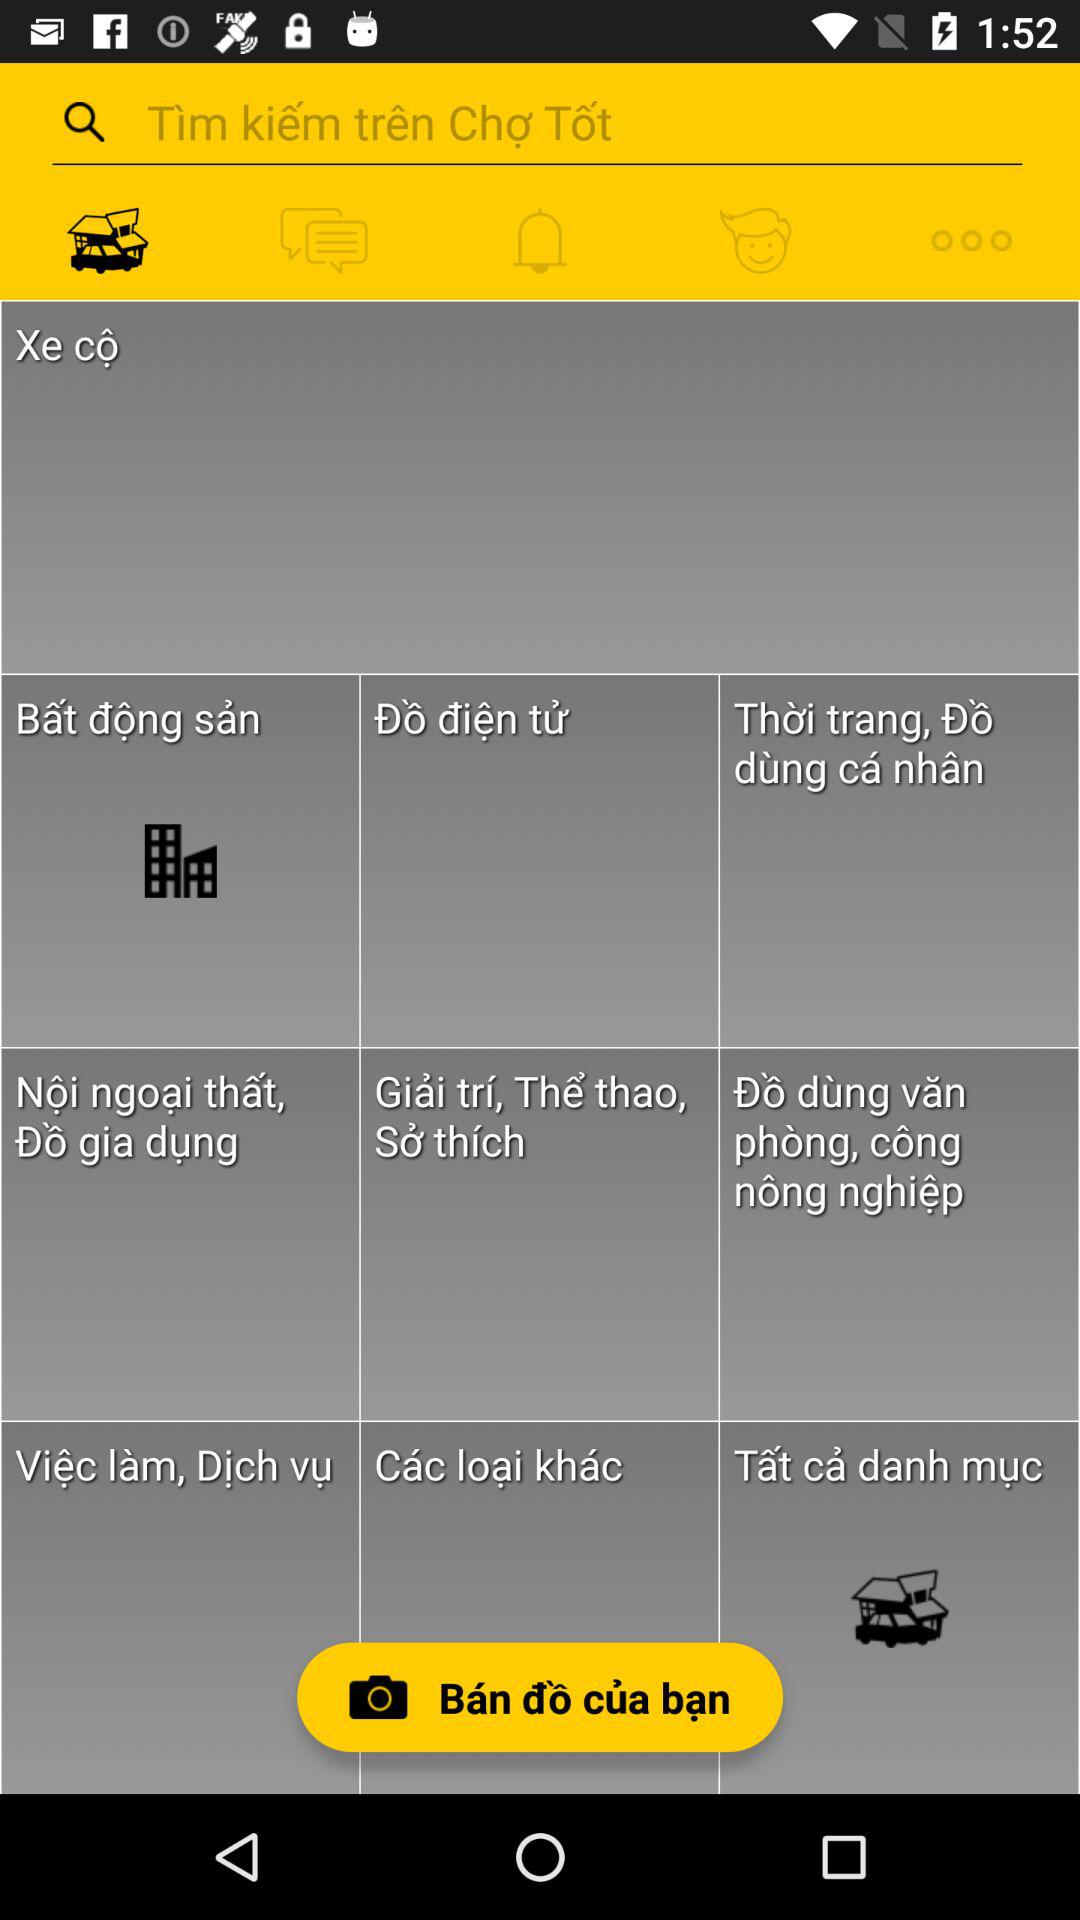 FAKE
1:52
Tìm kiếm trên Chợ Tốt
Xe cộ
Bất động sản
Đồ điện tử
Thời trang, Đồ
dùng cá nhân
Nội ngoại thất,
Đồ gia dụng
Giải trí, Thể thao,
Sở thích
Đồ dùng văn
phòng, công
nông nghiệp
Việc làm, Dịch vụ
Các loại khác
Tất cả danh mục
Bán đồ của bạn